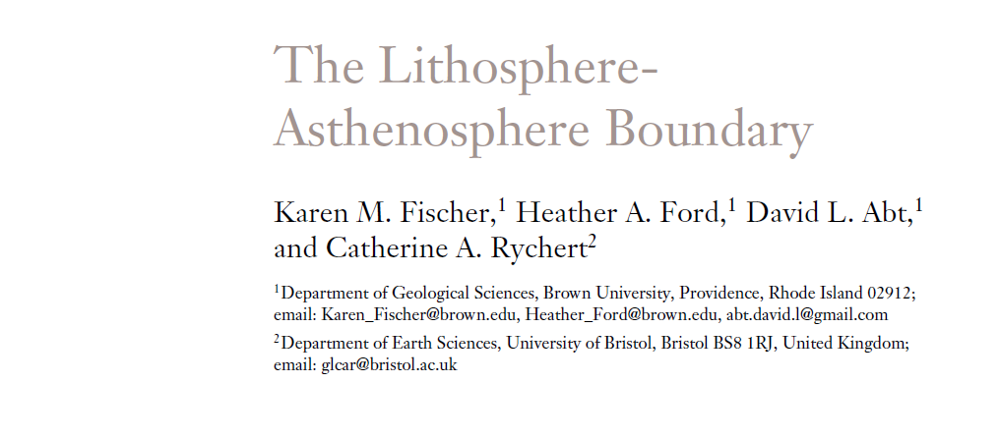 The Lithosphere-
Asthenosphere Boundary
Karen M. Fischer,¹ Heather A. Ford,¹ David L. Abt,¹
and Catherine A. Rychert²
¹Department of Geological Sciences, Brown University, Providence, Rhode Island 02912;
email: Karen_Fischer@brown.edu, Heather_Ford@brown.edu, abt.david.l@gmail.com
²Department of Earth Sciences, University of Bristol, Bristol BS8 1RJ, United Kingdom;
email: glcar@bristol.ac.uk